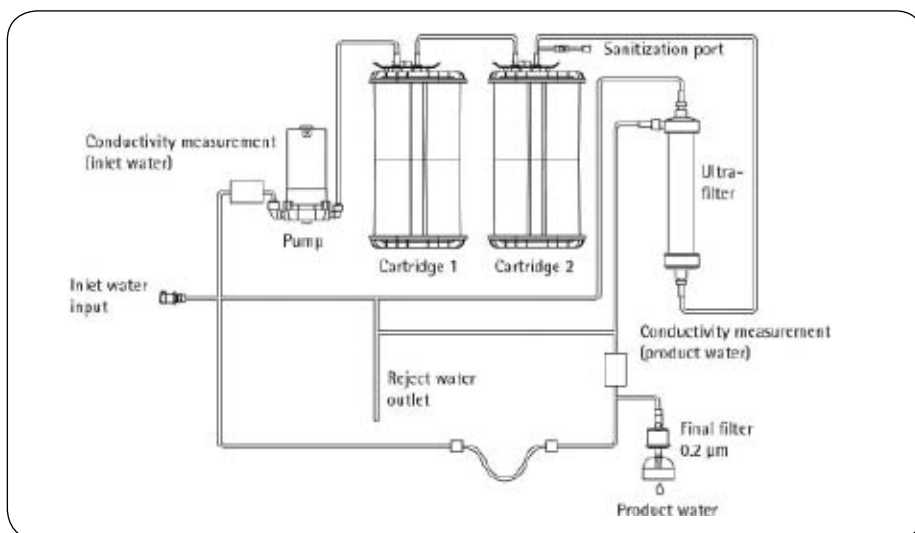 Sanitization port
Conductivity measurement
(inlet water)
Ultra-
filter
Pump
Cartridge 1
Cartridge 2
Inlet water
input
Conductivity measurement
(product water)
Reject water
outlet
Final filter
0.2 µm
Product water